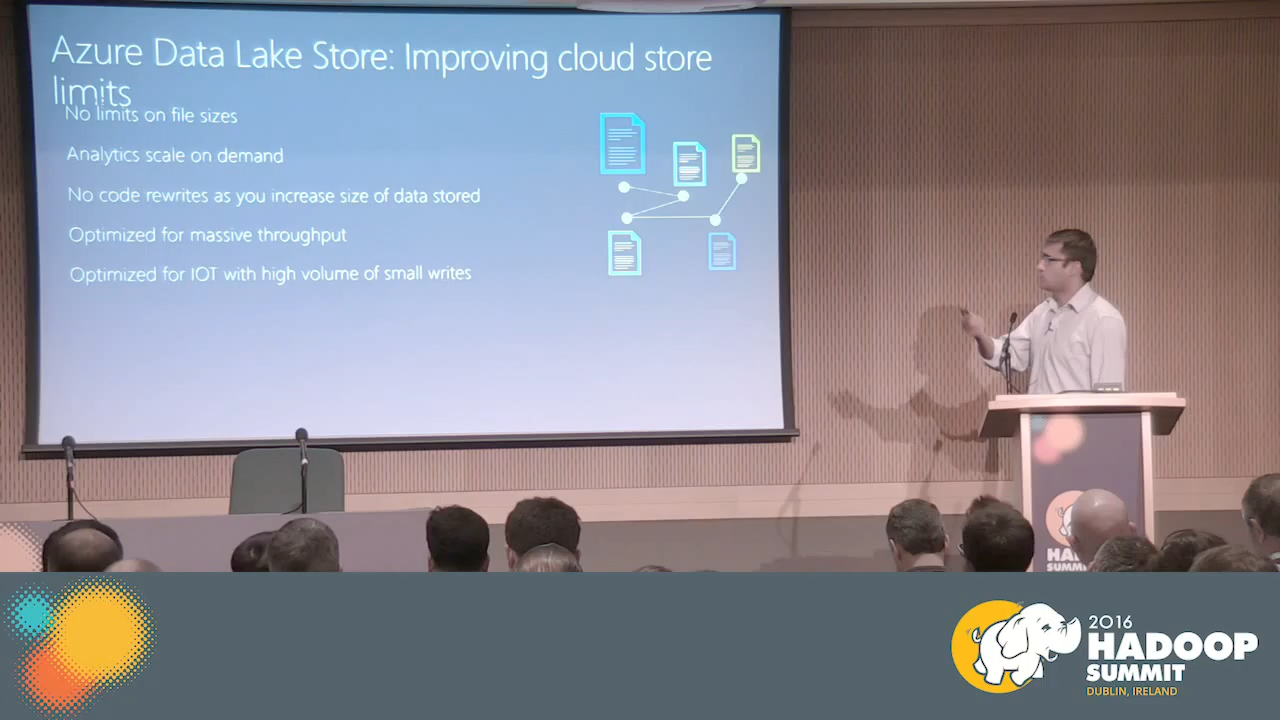 Azure Data Lake Store: Improving cloud store
limits
No limits on file sizes
Analytics scale on demand
No code rewrites as you increase size of data stored
Optimized for massive throughput
Optimized for IOT with high volume of small writes
SUMMIT
2016
HADOOP
SUMMIT
DUBLIN, IRELAND